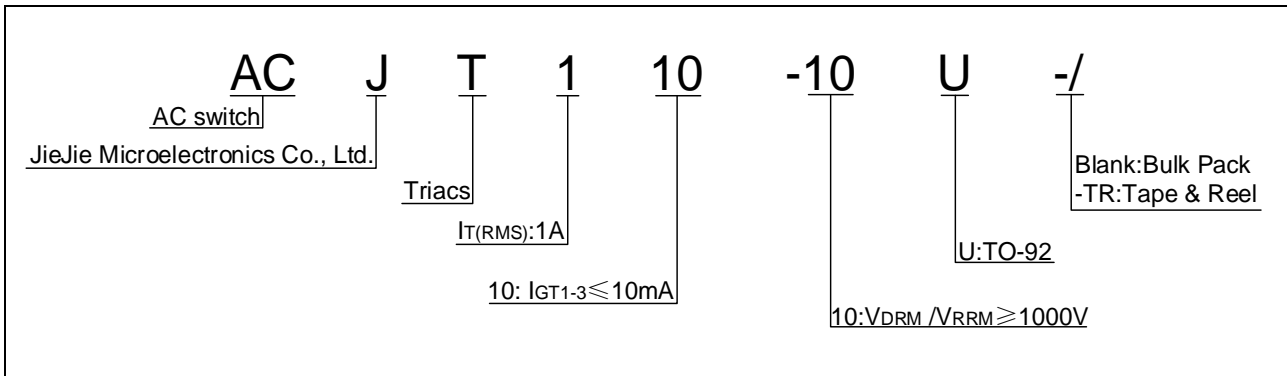 AC J T 1 10 -10 U -/
AC switch
JieJie Microelectronics Co., Ltd.
Blank:Bulk Pack
Triacs
-TR:Tape & Reel
IT(RMS):1A
U:TO-92
10: IGT1-3≤10mA
10:VDRM /VRRM≥1000V